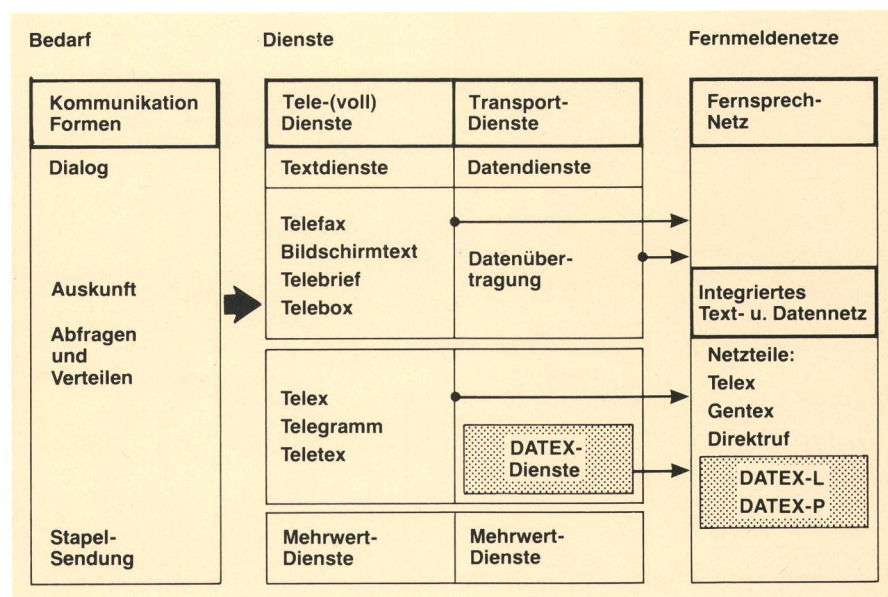 Bedarf
Dienste
Fernmeldenetze
Kommunikation
Formen
Dialog
Auskunft
Abfragen
und
Verteilen
Stapel-
Sendung
Tele-(voll)
Dienste
Transport-
Dienste
Textdienste
Datendienste
Telefax
Bildschirmtext
Telebrief
Telebox
Datenüber-
tragung
Telex
Telegramm
Teletex
DATEX-
Dienste
Mehrwert-
Dienste
Mehrwert-
Dienste
Fernsprech-
Netz
Integriertes
Text- u. Datennetz
Netzteile:
Telex
Gentex
Direktruf
DATEX-L
DATEX-P